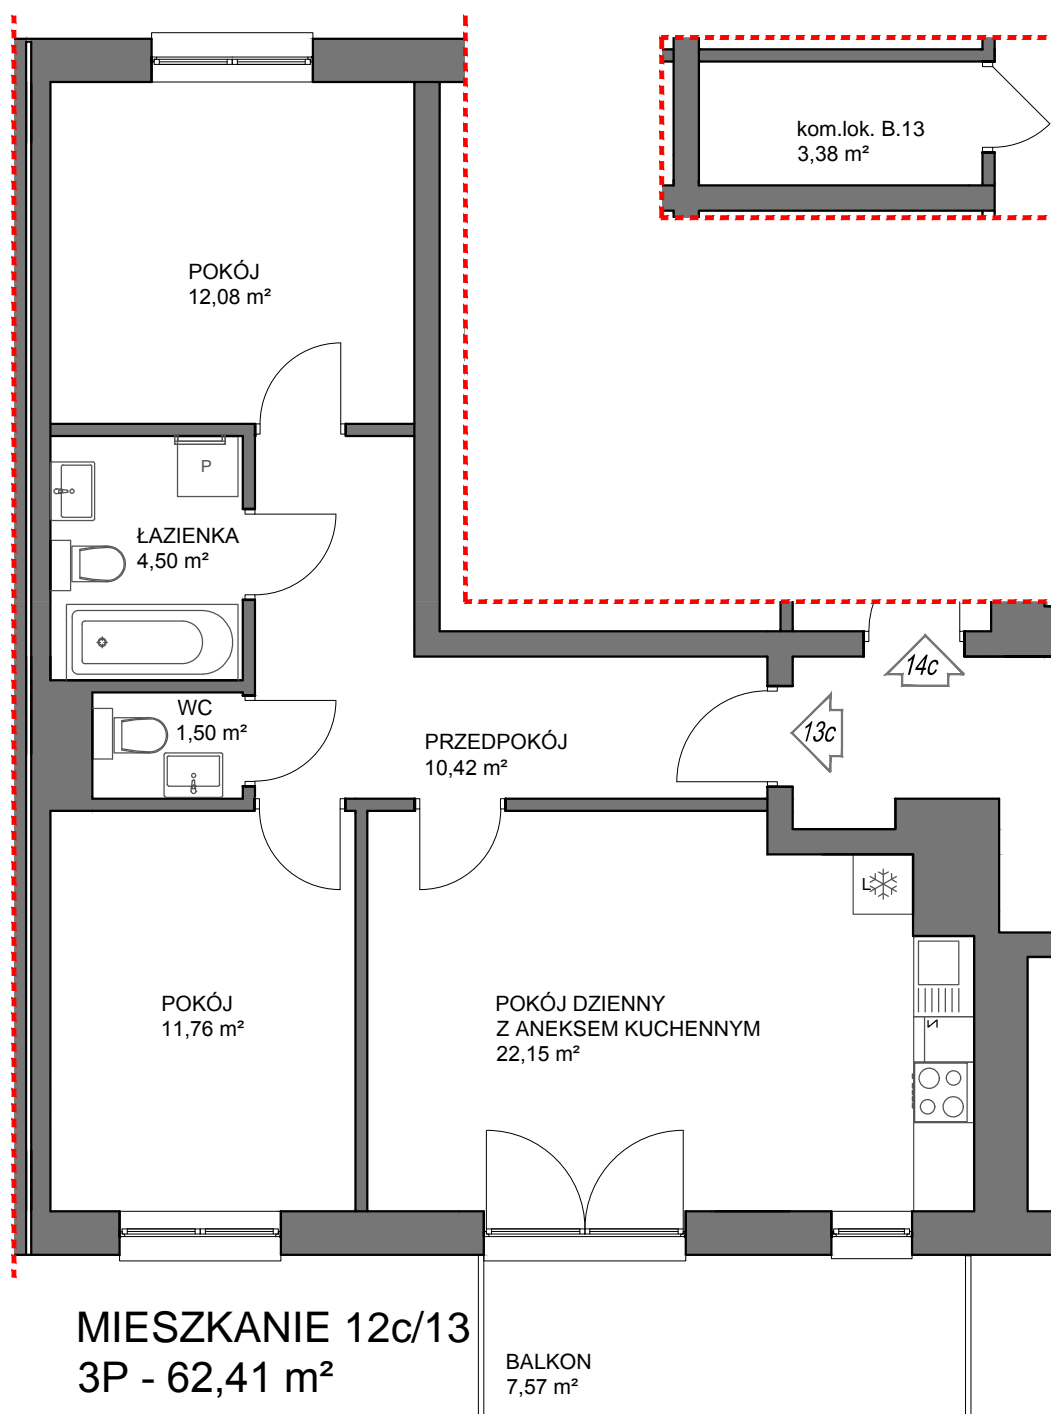 kom.lok. B.13
3,38 m²
POKÓJ
12,08 m²
P
ŁAZIENKA
4,50 m²
14c
WC
1,50 m²
13c
PRZEDPOKÓJ
10,42 m²
L
POKÓJ
11,76 m²
POKÓJ DZIENNY
Z ANEKSEM KUCHENNYM
22,15 m²
MIESZKANIE 12c/13
3P - 62,41 m²
BALKON
7,57 m²